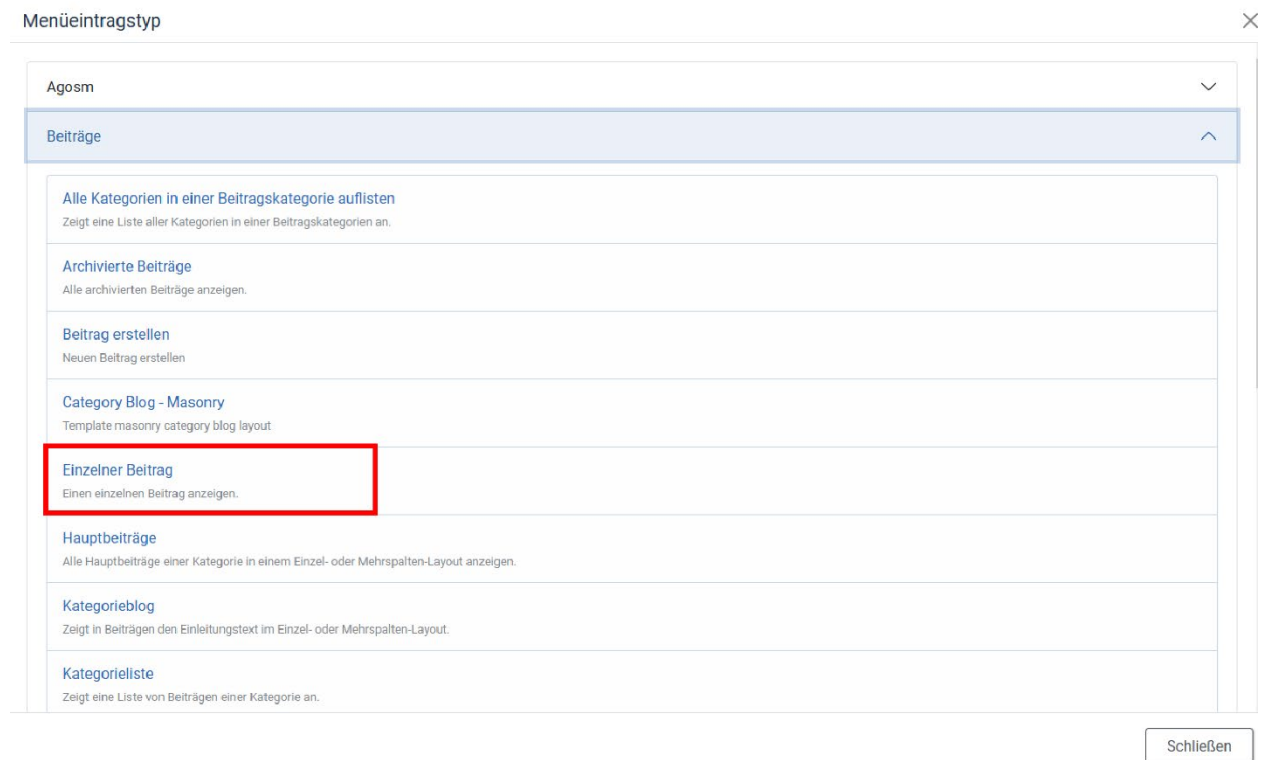 Menüeintragstyp
Agosm
Beiträge
Alle Kategorien in einer Beitragskategorie auflisten
Zeigt eine Liste aller Kategorien in einer Beitragskategorien an.
Archivierte Beiträge
Alle archivierten Beiträge anzeigen.
Beitrag erstellen
Neuen Beitrag erstellen
Category Blog - Masonry
Template masonry category blog layout
Einzelner Beitrag
Einen einzelnen Beitrag anzeigen.
Hauptbeiträge
Alle Hauptbeiträge einer Kategorie in einem Einzel- oder Mehrspalten-Layout anzeigen.
Kategorieblog
Zeigt in Beiträgen den Einleitungstext im Einzel- oder Mehrspalten-Layout.
Kategorieliste
Zeigt eine Liste von Beiträgen einer Kategorie an.
Schließen